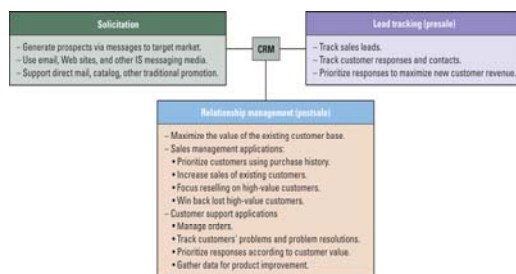 Solicitation
– Generate prospects via messages to target market.
– Use email, Web sites, and other IS messaging media.
– Support direct mail, catalog, other traditional promotion.
CRM
Lead tracking (presale)
– Track sales leads.
– Track customer responses and contacts.
– Prioritize responses to maximize new customer revenue.
Relationship management (postsale)
– Maximize the value of the existing customer base.
– Sales management applications:
• Prioritize customers using purchase history.
• Increase sales of existing customers.
• Focus reselling on high-value customers.
• Win back lost high-value customers.
– Customer support applications
• Manage orders.
• Track customers' problems and problem resolutions.
• Prioritize responses according to customer value.
• Gather data for product improvement.